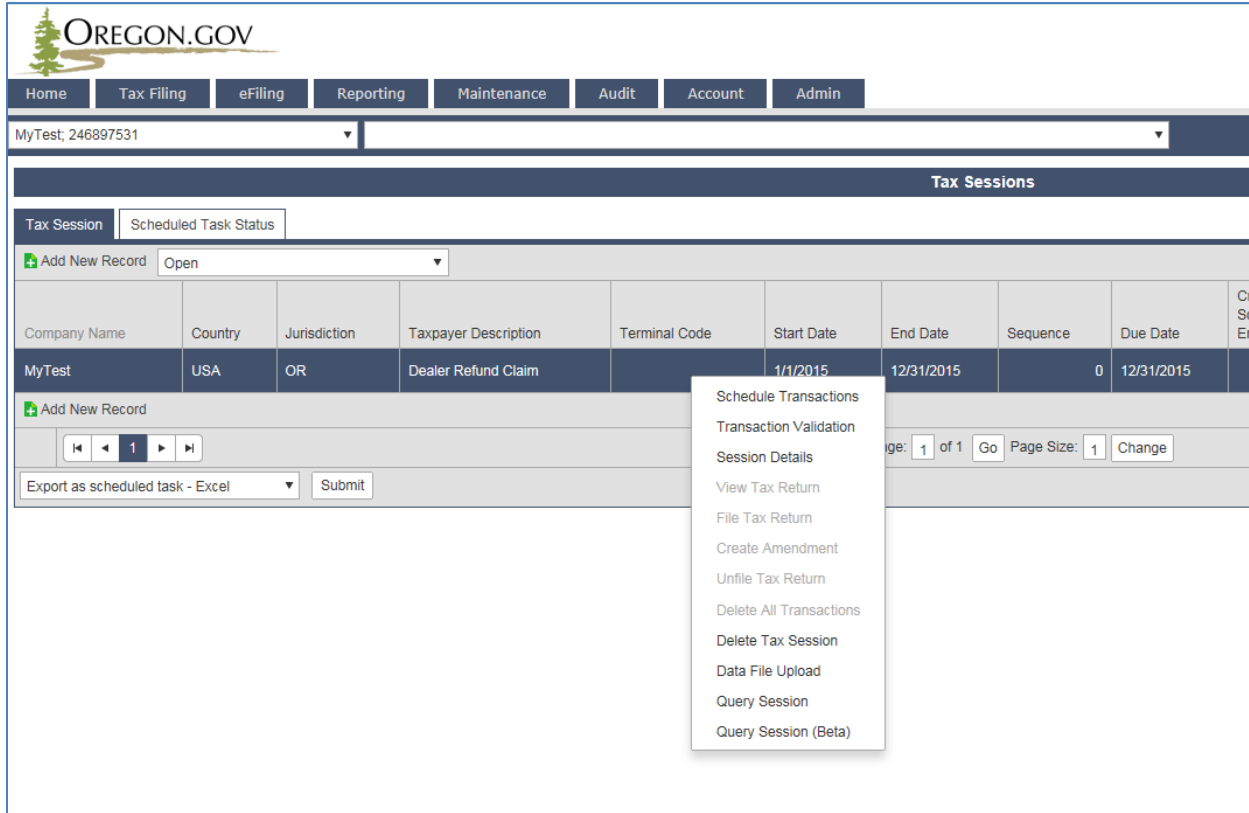 OREGON.GOV
Home Tax Filing eFiling Reporting Maintenance Audit Account Admin
MyTest; 246897531
Tax Sessions
Tax Session Scheduled Task Status
Add New Record Open
Company Name Country Jurisdiction Taxpayer Description Terminal Code Start Date End Date Sequence Due Date
MyTest USA OR Dealer Refund Claim 1/1/2015 12/31/2015 0 12/31/2015
Add New Record
1 of 1 Go Page Size: 1 Change
1
Export as scheduled task - Excel Submit
Schedule Transactions
Transaction Validation
Session Details
View Tax Return
File Tax Return
Create Amendment
Unfile Tax Return
Delete All Transactions
Delete Tax Session
Data File Upload
Query Session
Query Session (Beta)